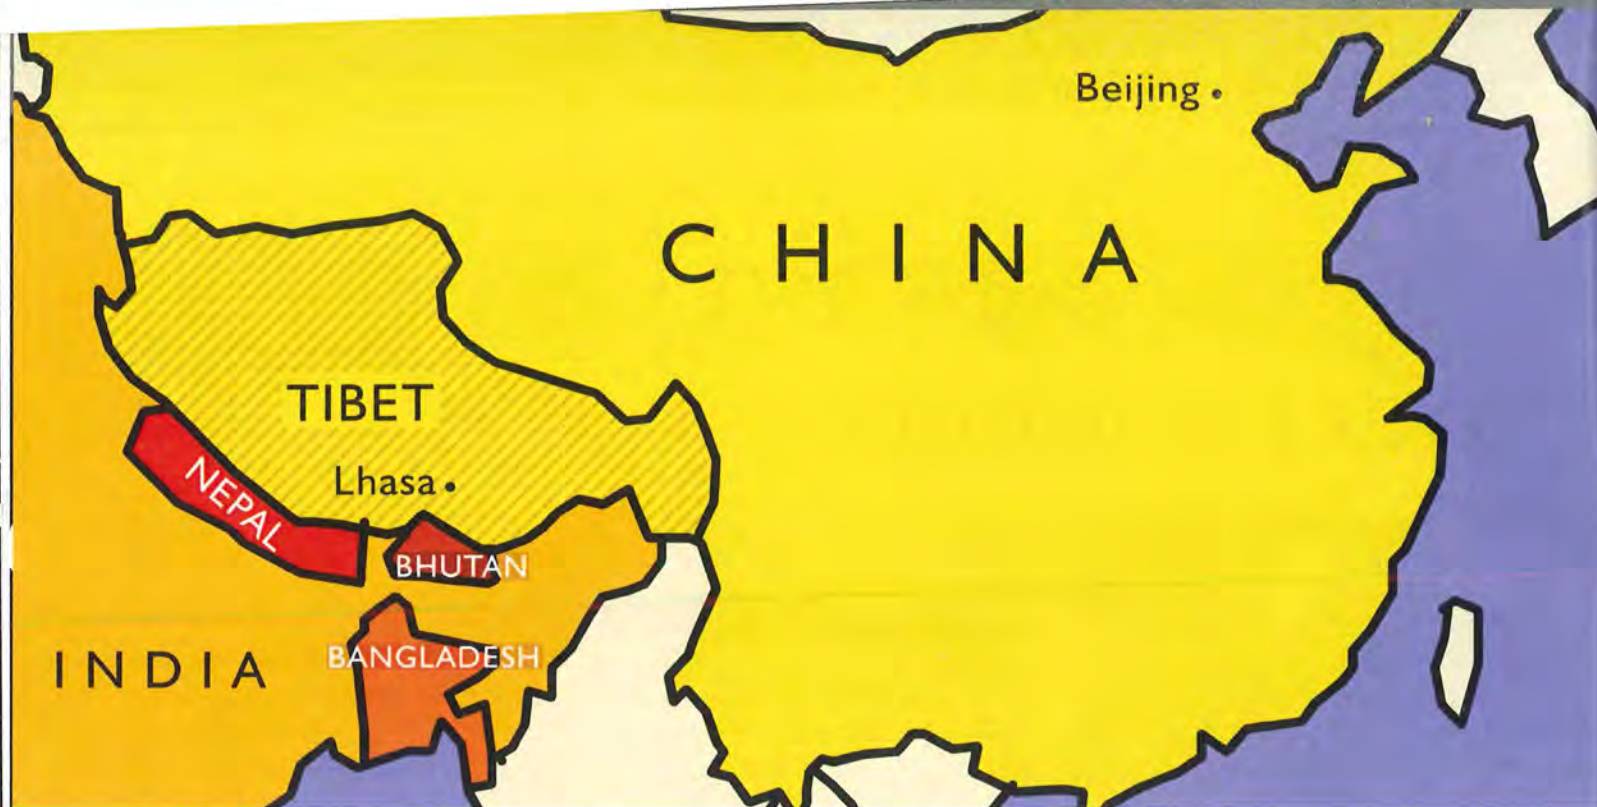 Beijing
CHINA
TIBET
Lhasa
NEPAL
BHUTAN
BANGLADESH
INDIA